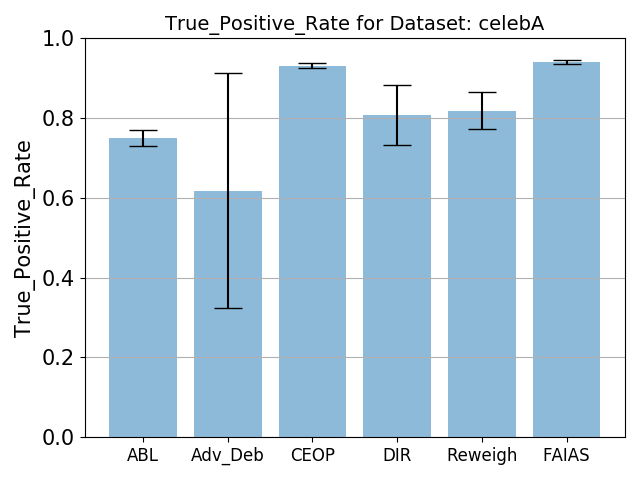 True_Positive_Rate for Dataset: celebA
True_Positive_Rate
1.0
0.8
0.6
0.4
0.2
0.0
ABL Adv_Deb CEOP DIR Reweigh FAIAS